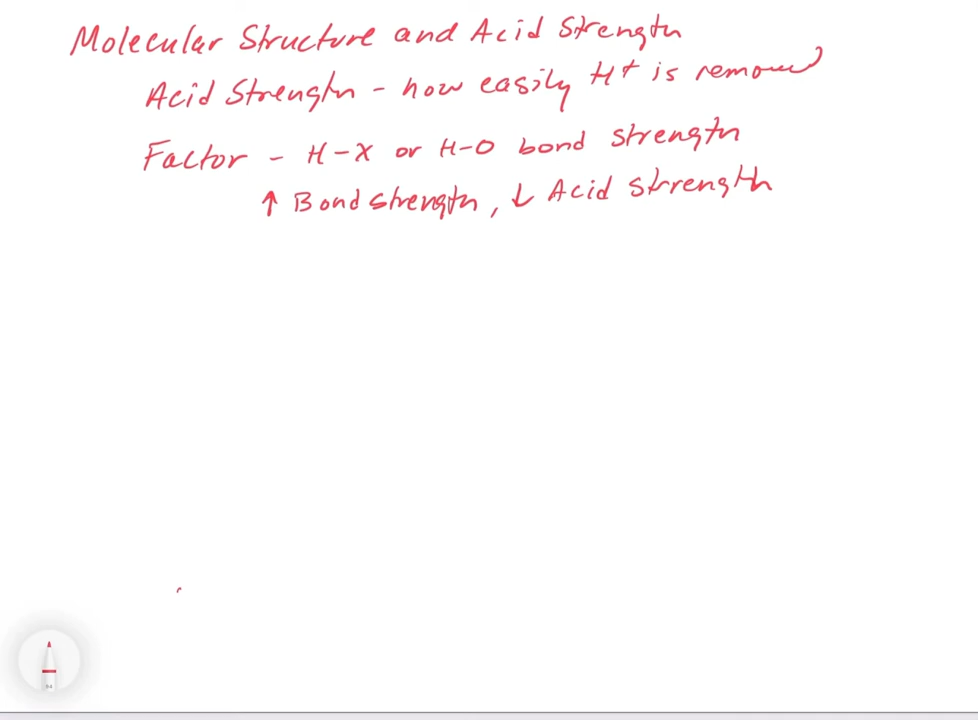 Molecular Structure and Acid Strength
Acid Strength - how easily H+ is removed
Factor - H-X or H-O bond strength
↑ Bond strength, ↓ Acid strength